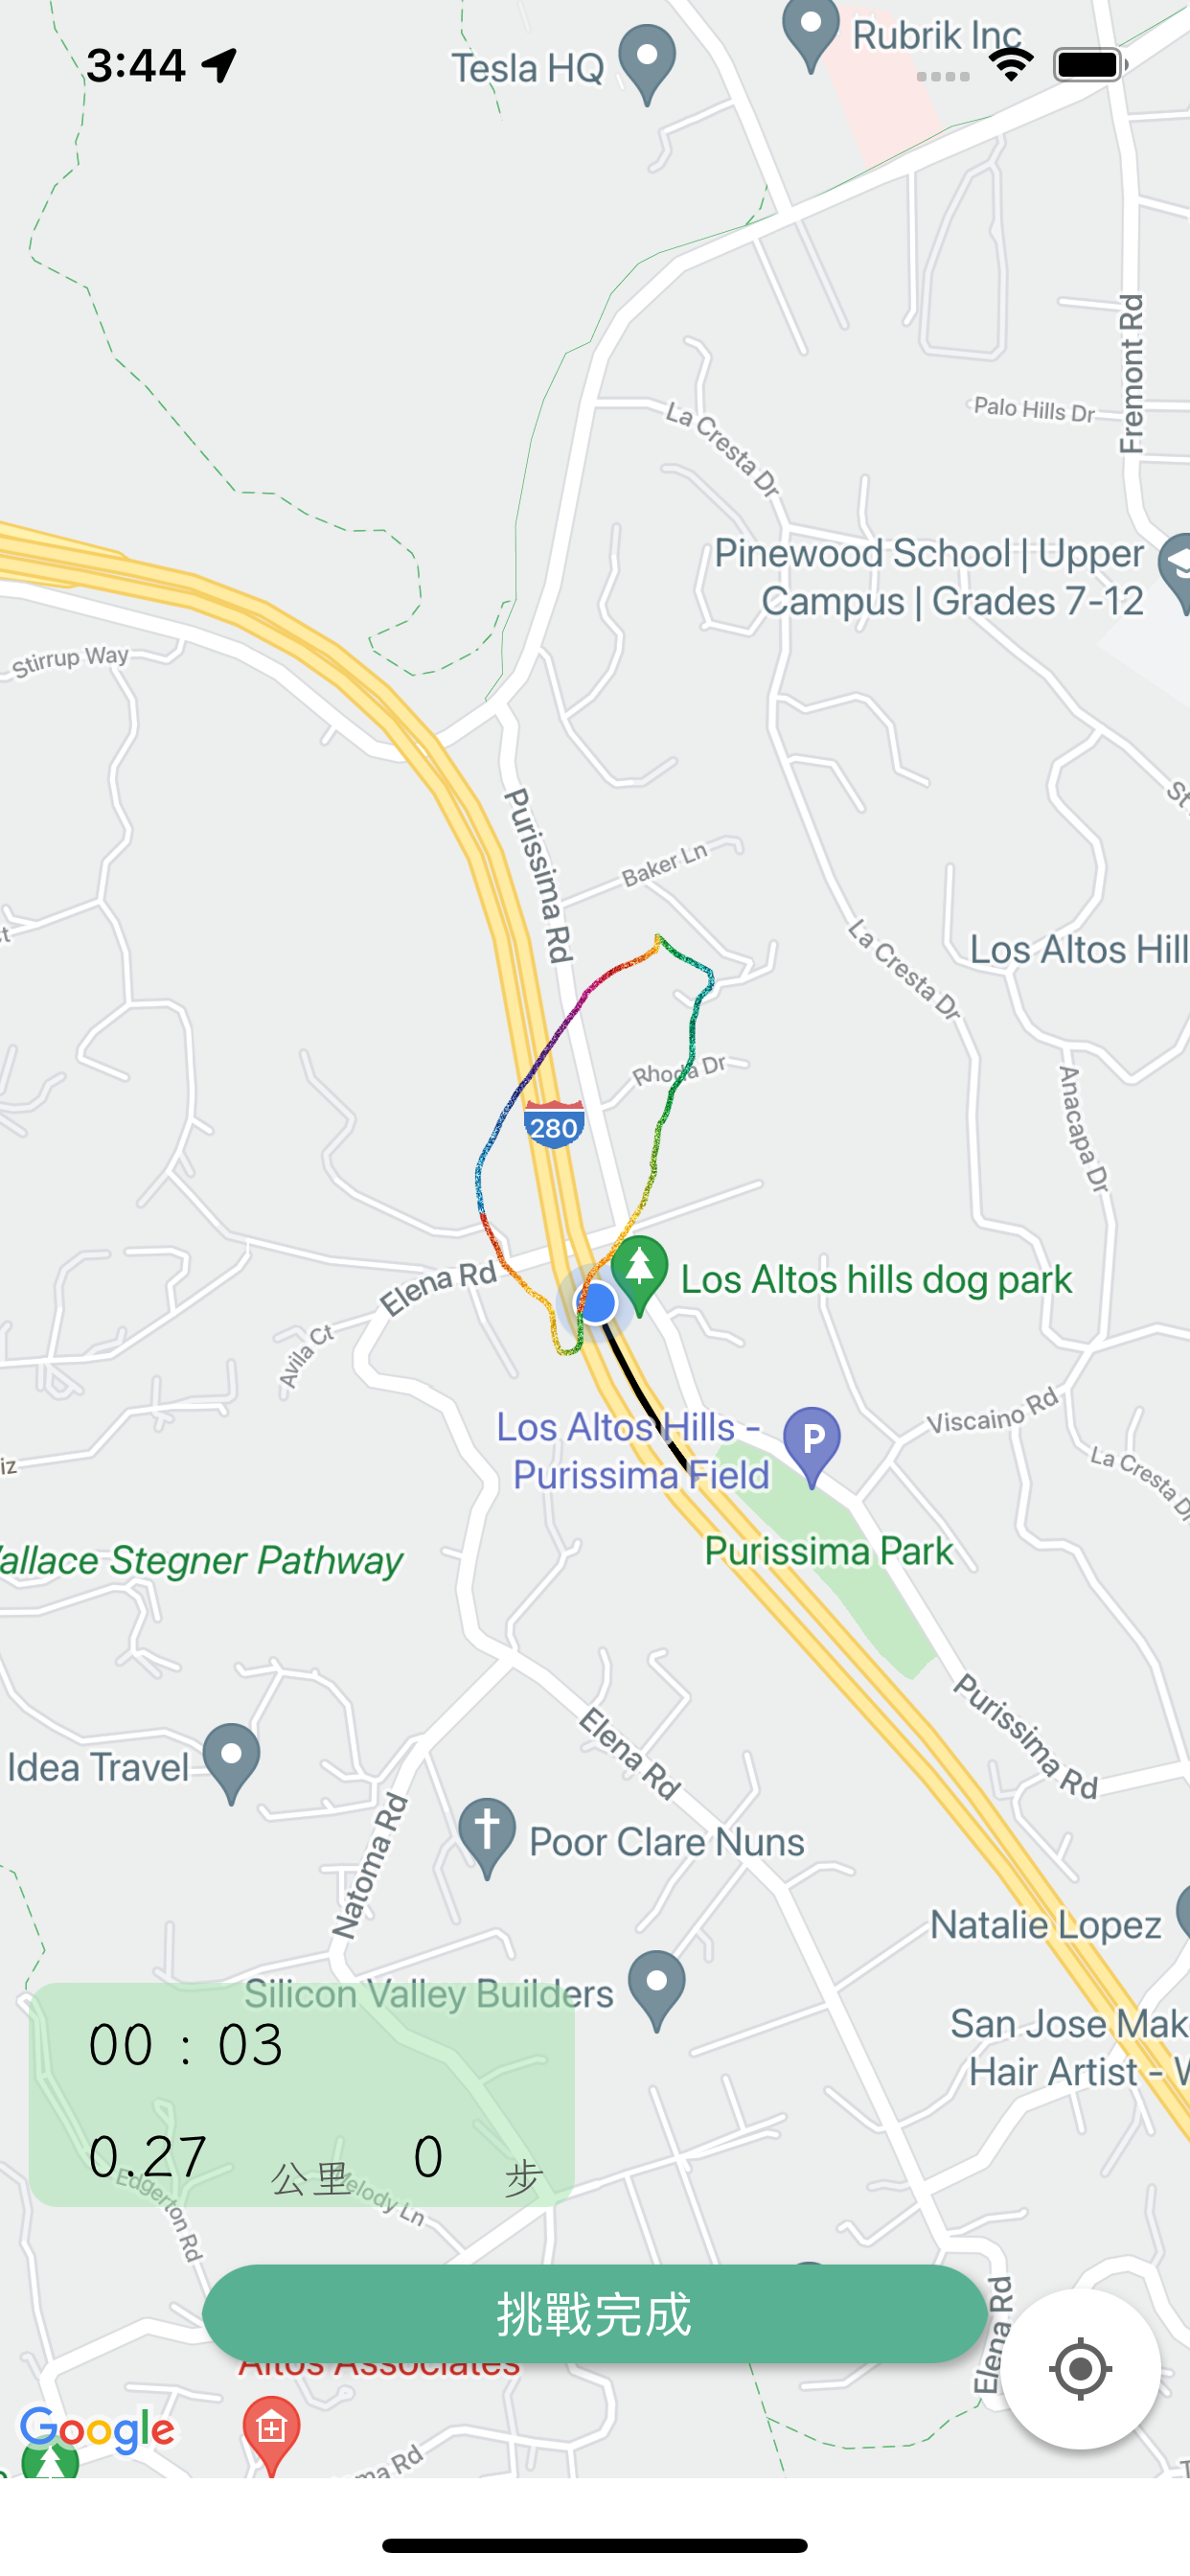 3:44
Tesla HQ
Rubrik Inc
Fremont Rd
La Cresta Dr
Palo Hills Dr
Pinewood School | Upper
Campus | Grades 7-12
Stirrup Way
St
Purissima Rd
Baker Ln
La Cresta Dr
Los Altos Hill
Rhoda Dr
Anacapa Dr
280
Elena Rd
Los Altos hills dog park
Avila Ct
Los Altos Hills -
Purissima Field
P
Viscaino Rd
La Cresta D
iz
Purissima Park
allace Stegner Pathway
Purissima Rd
Elena Rd
Idea Travel
Natoma Rd
Poor Clare Nuns
Natalie Lopez
Silicon Valley Builders
San Jose Mak
Hair Artist - W
00 : 03
0.27 公里 0 步
Edgerton Rd
Melody Ln
挑戰完成
Elena Rd
Altos Associates
Google
ma Rd